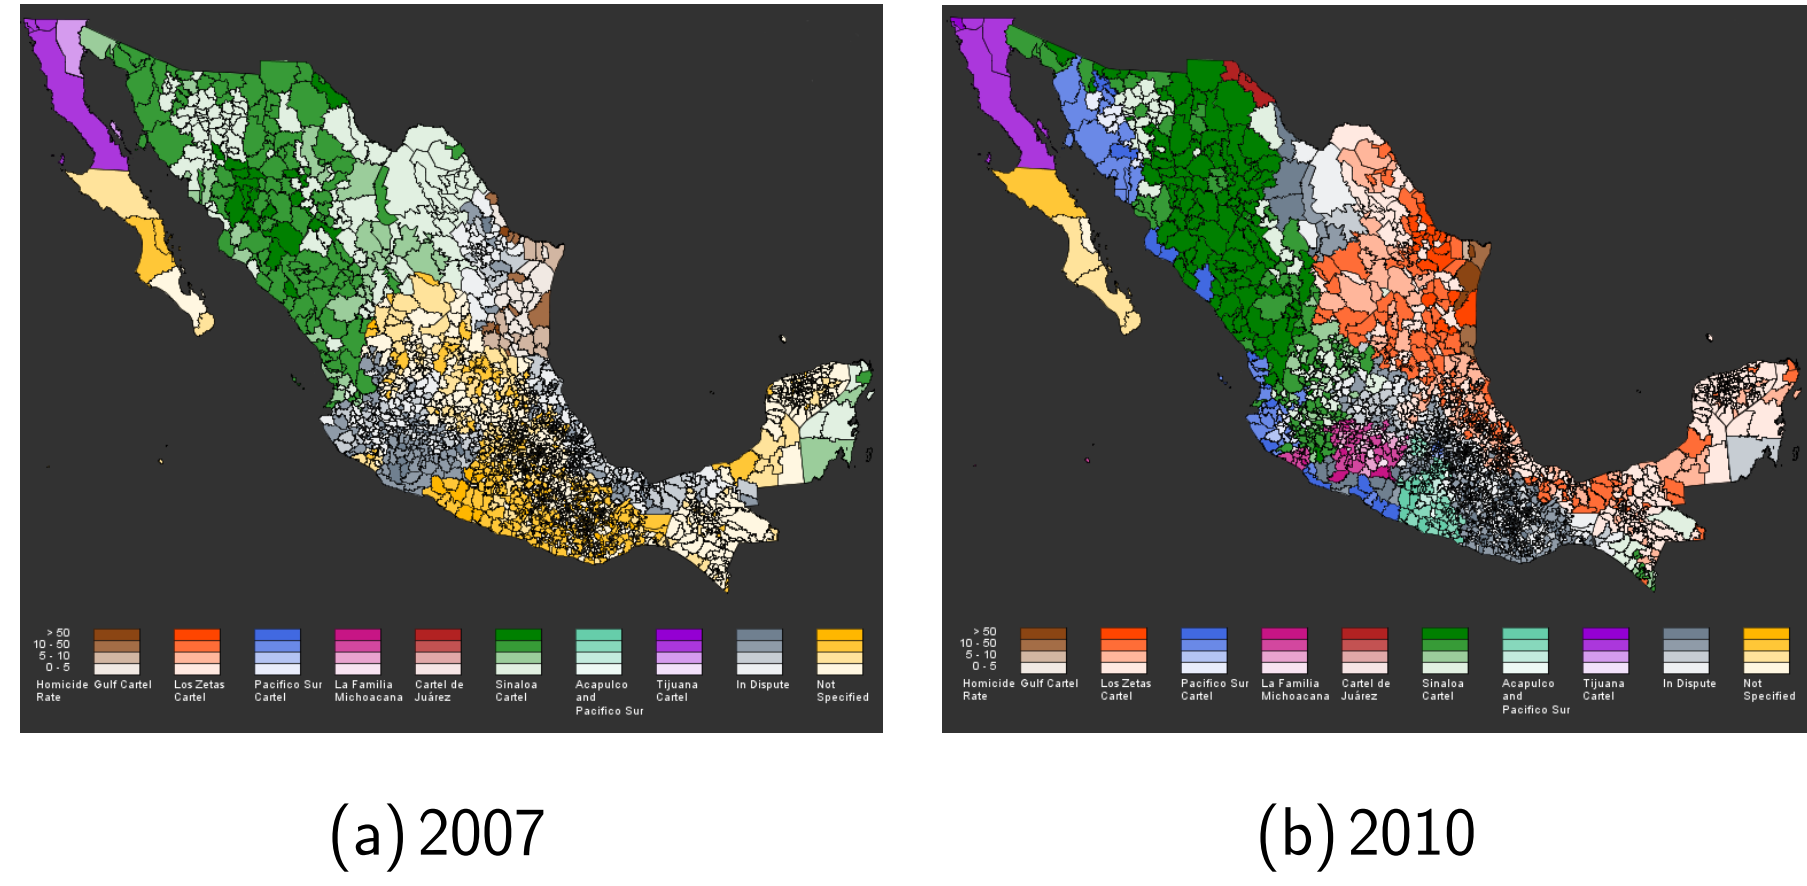 > 50
10 - 50
5 - 10
0 - 5
Homicide Gulf Cartel Los Zetas Pacifico Sur La Familia Cartel de Sinaloa Acapulco Tijuana In Dispute Not
Rate Cartel Cartel Michoacana Juárez Cartel and Cartel Specified
Pacifico Sur
> 50
10 - 50
5 - 10
0 - 5
Homicide Gulf Cartel Los Zetas Pacifico Sur La Familia Cartel de Sinaloa Acapulco Tijuana In Dispute Not
Rate Cartel Cartel Michoacana Juárez Cartel and Cartel Specified
Pacifico Sur
(a) 2007
(b) 2010